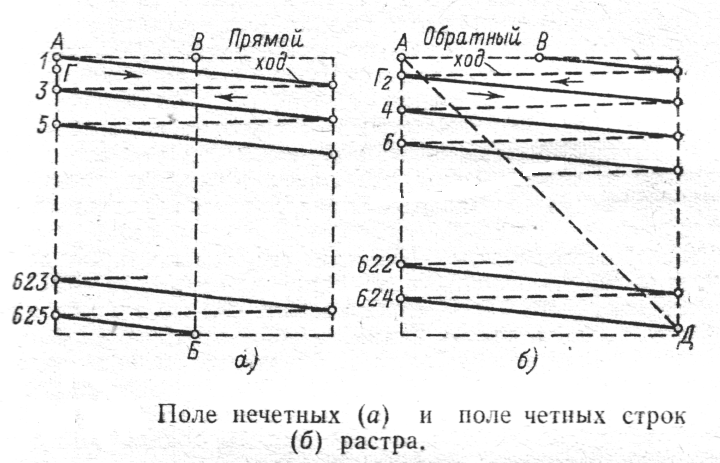 А В Прямой ход
1 Г
3
5
623
625
Б
а)
А Обратный ход В
Г2
4
6
622
624
Д
б)
Поле нечетных (а) и поле четных строк
(б) растра.